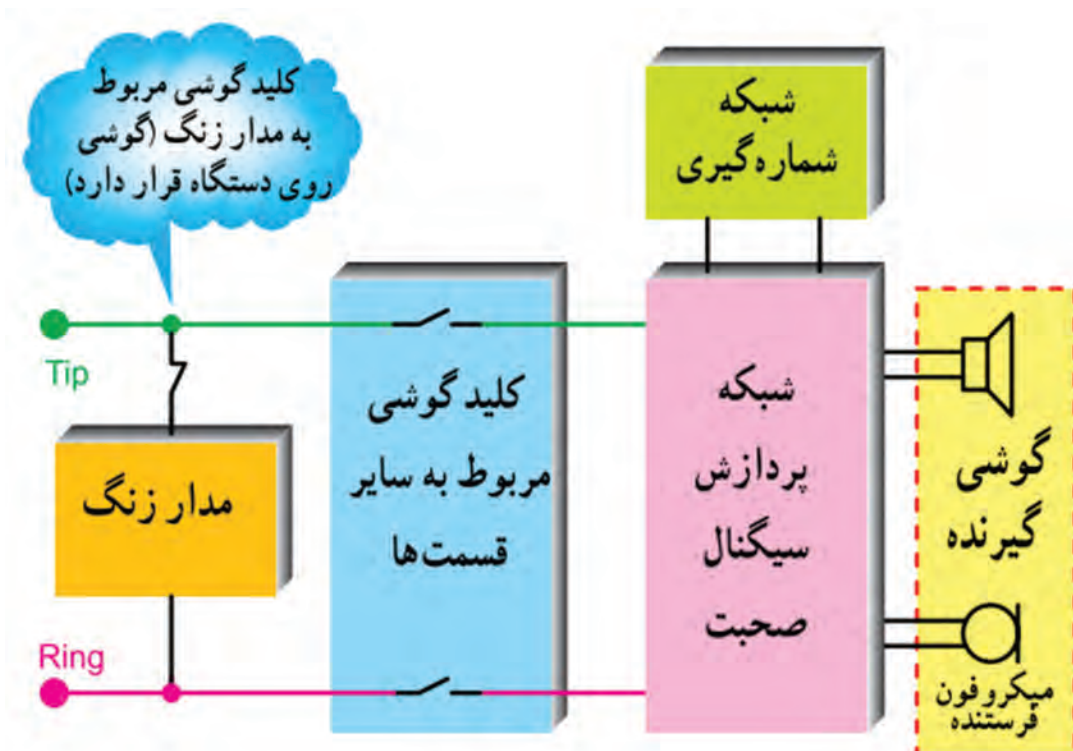 کلید گوشی مربوط
به مدار زنگ (گوشی
روی دستگاه قرار دارد)
شبکه
شماره‌گیری
Tip
مدار زنگ
Ring
کلید گوشی
مربوط به سایر
قسمت‌ها
شبکه
پردازش
سیگنال
صحبت
گوشی
گیرنده
میکروفون
فرستنده